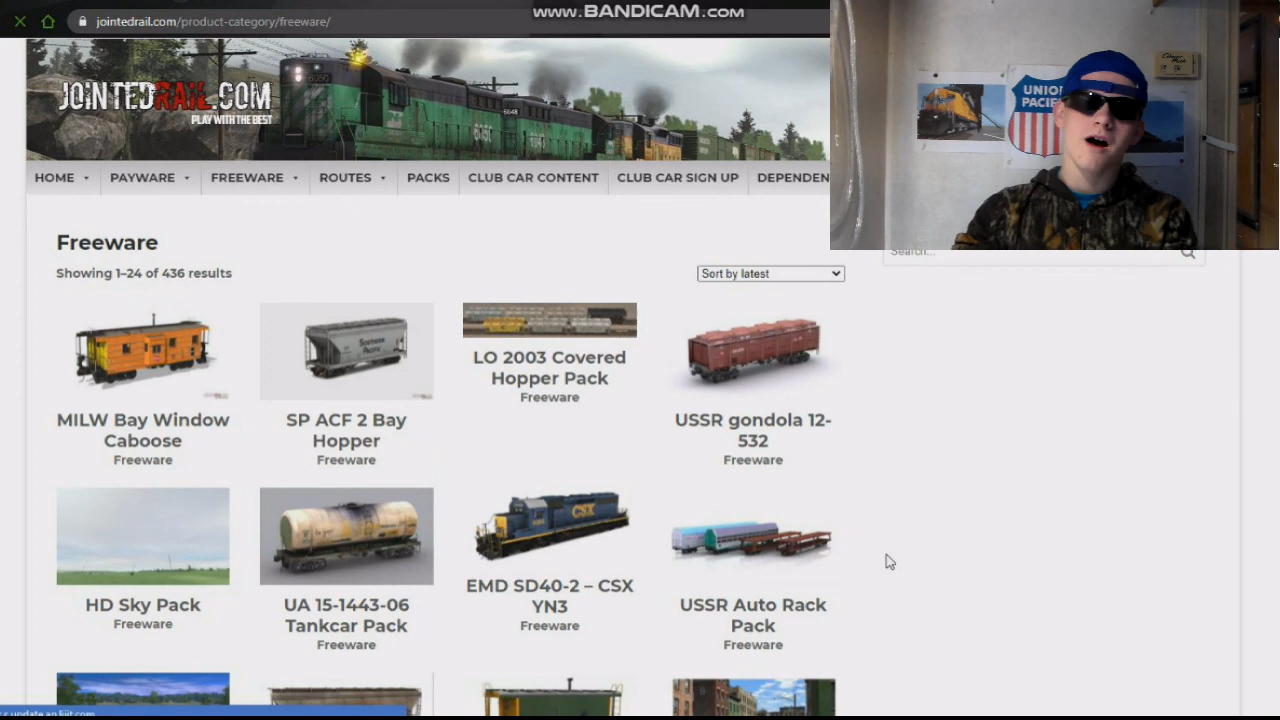 www.BANDICAM.com
jointedrail.com/product-category/freeware/
JOINTEDRAIL.COM
PLAY WITH THE BEST
HOME PAYWARE FREEWARE ROUTES PACKS CLUB CAR CONTENT CLUB CAR SIGN UP DEPENDEN
UNION
PACIFIC
Search...
Freeware
Showing 1–24 of 436 results
Sort by latest
MILW Bay Window
Caboose
Freeware
SP ACF 2 Bay
Hopper
Freeware
LO 2003 Covered
Hopper Pack
Freeware
USSR gondola 12-
532
Freeware
HD Sky Pack
Freeware
UA 15-1443-06
Tankcar Pack
Freeware
CSX
EMD SD40-2 – CSX
YN3
Freeware
USSR Auto Rack
Pack
Freeware